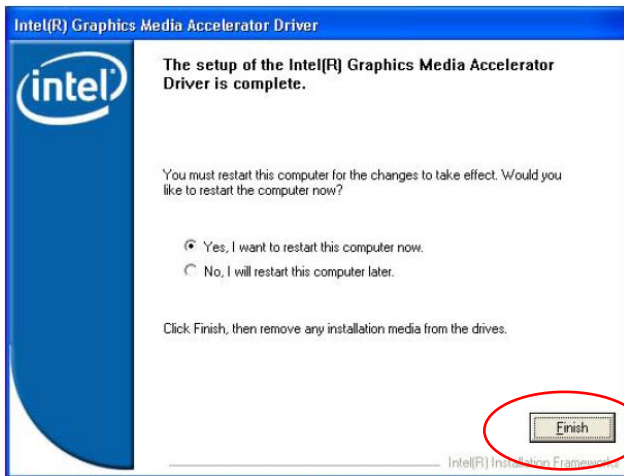 Intel(R) Graphics Media Accelerator Driver
intel
The setup of the Intel(R) Graphics Media Accelerator
Driver is complete.
You must restart this computer for the changes to take effect. Would you
like to restart the computer now?
Yes, I want to restart this computer now.
No, I will restart this computer later.
Click Finish, then remove any installation media from the drives.
Finish
Intel(R) Installation Frameworks